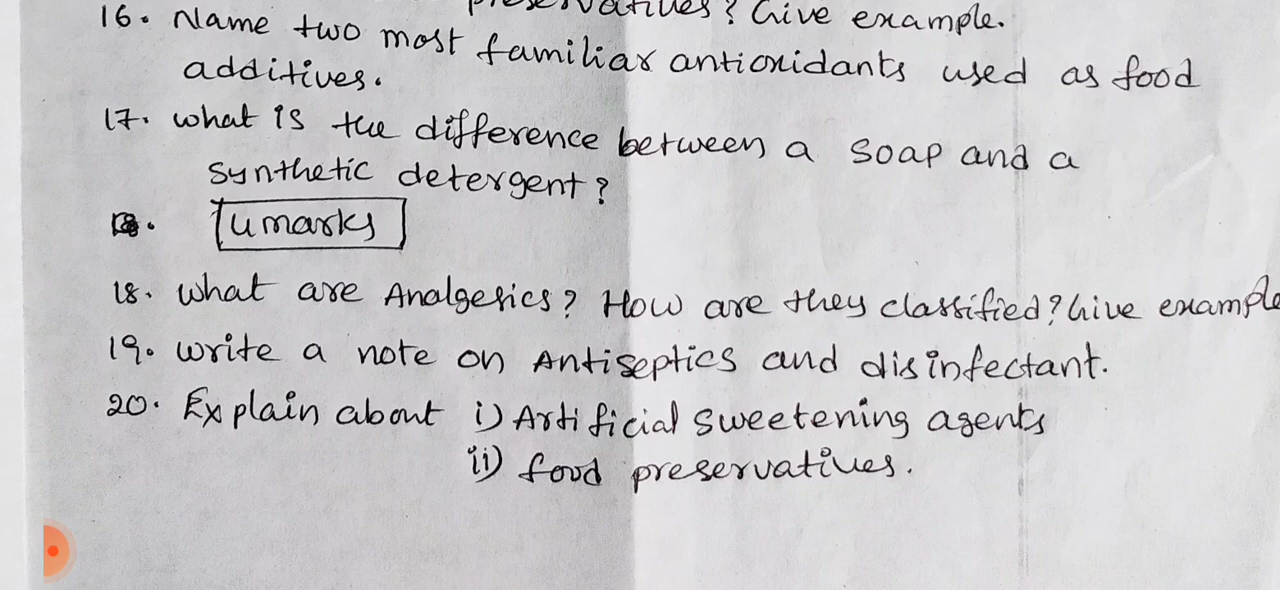 preservatives? Give example.
16. Name two most familiar antioxidants used as food
additives.
17. what is the difference between a soap and a
synthetic detergent?
18. 4 marks
18. what are Analgesics? How are they classified? Give example
19. write a note on Antiseptics and disinfectant.
20. Explain about i) Artificial sweetening agents
ii) food preservatives.